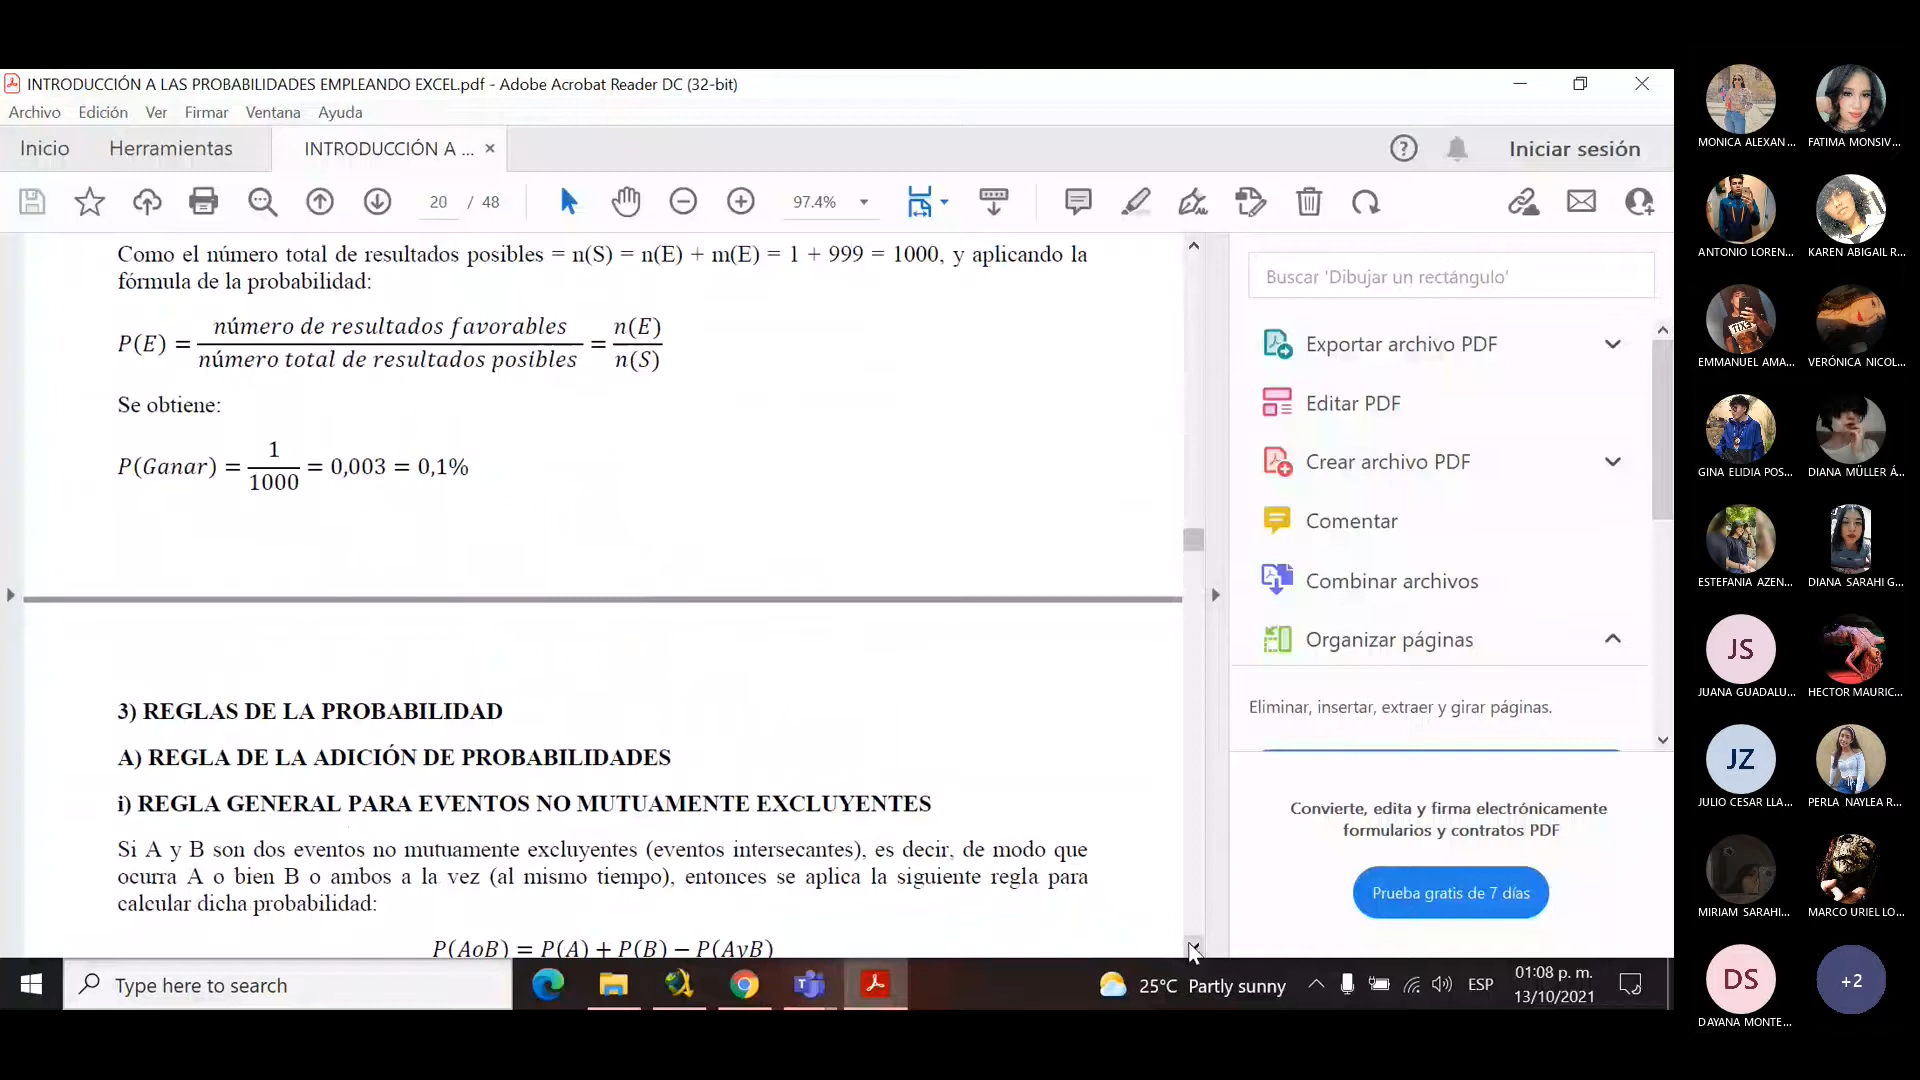 INTRODUCCIÓN A LAS PROBABILIDADES EMPLEANDO EXCEL.pdf - Adobe Acrobat Reader DC (32-bit)
Archivo Edición Ver Firmar Ventana Ayuda
Inicio Herramientas INTRODUCCIÓN A ... × Iniciar sesión
20 / 48 97.4%
Como el número total de resultados posibles = n(S) = n(E) + m(E) = 1 + 999 = 1000, y aplicando la
fórmula de la probabilidad:
P(E) = número de resultados favorables / número total de resultados posibles = n(E) / n(S)
Se obtiene:
P(Ganar) = 1 / 1000 = 0,003 = 0,1%
3) REGLAS DE LA PROBABILIDAD
A) REGLA DE LA ADICIÓN DE PROBABILIDADES
i) REGLA GENERAL PARA EVENTOS NO MUTUAMENTE EXCLUYENTES
Si A y B son dos eventos no mutuamente excluyentes (eventos intersecantes), es decir, de modo que
ocurra A o bien B o ambos a la vez (al mismo tiempo), entonces se aplica la siguiente regla para
calcular dicha probabilidad:
P(AoB) = P(A) + P(B) − P(AyB)
Buscar 'Dibujar un rectángulo'
Exportar archivo PDF
Editar PDF
Crear archivo PDF
Comentar
Combinar archivos
Organizar páginas
Eliminar, insertar, extraer y girar páginas.
Convierte, edita y firma electrónicamente
formularios y contratos PDF
Prueba gratis de 7 días
Type here to search
25°C Partly sunny
ESP
01:08 p. m.
13/10/2021
MONICA ALEXAN... FATIMA MONSIV...
ANTONIO LOREN... KAREN ABIGAIL R...
EMMANUEL AMA... VERÓNICA NICOL...
GINA ELIDIA POS... DIANA MÜLLER Á...
ESTEFANIA AZEN... DIANA SARAHI G...
JS
JUANA GUADALU... HECTOR MAURIC...
JZ
JULIO CESAR LLA... PERLA NAYLEA R...
MIRIAM SARAHI... MARCO URIEL LO...
DS +2
DAYANA MONTE...